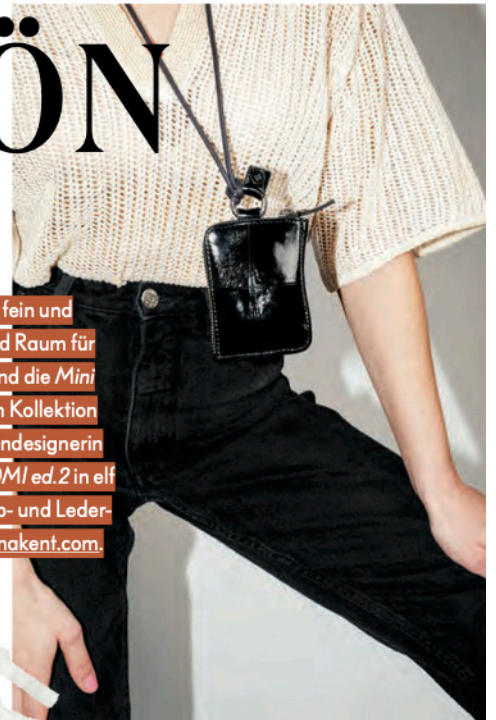 ÖN
fein und
d Raum für
nd die Mini
n Kollektion
ndesignerin
OMI ed.2 in elf
o- und Leder-
nakent.com.